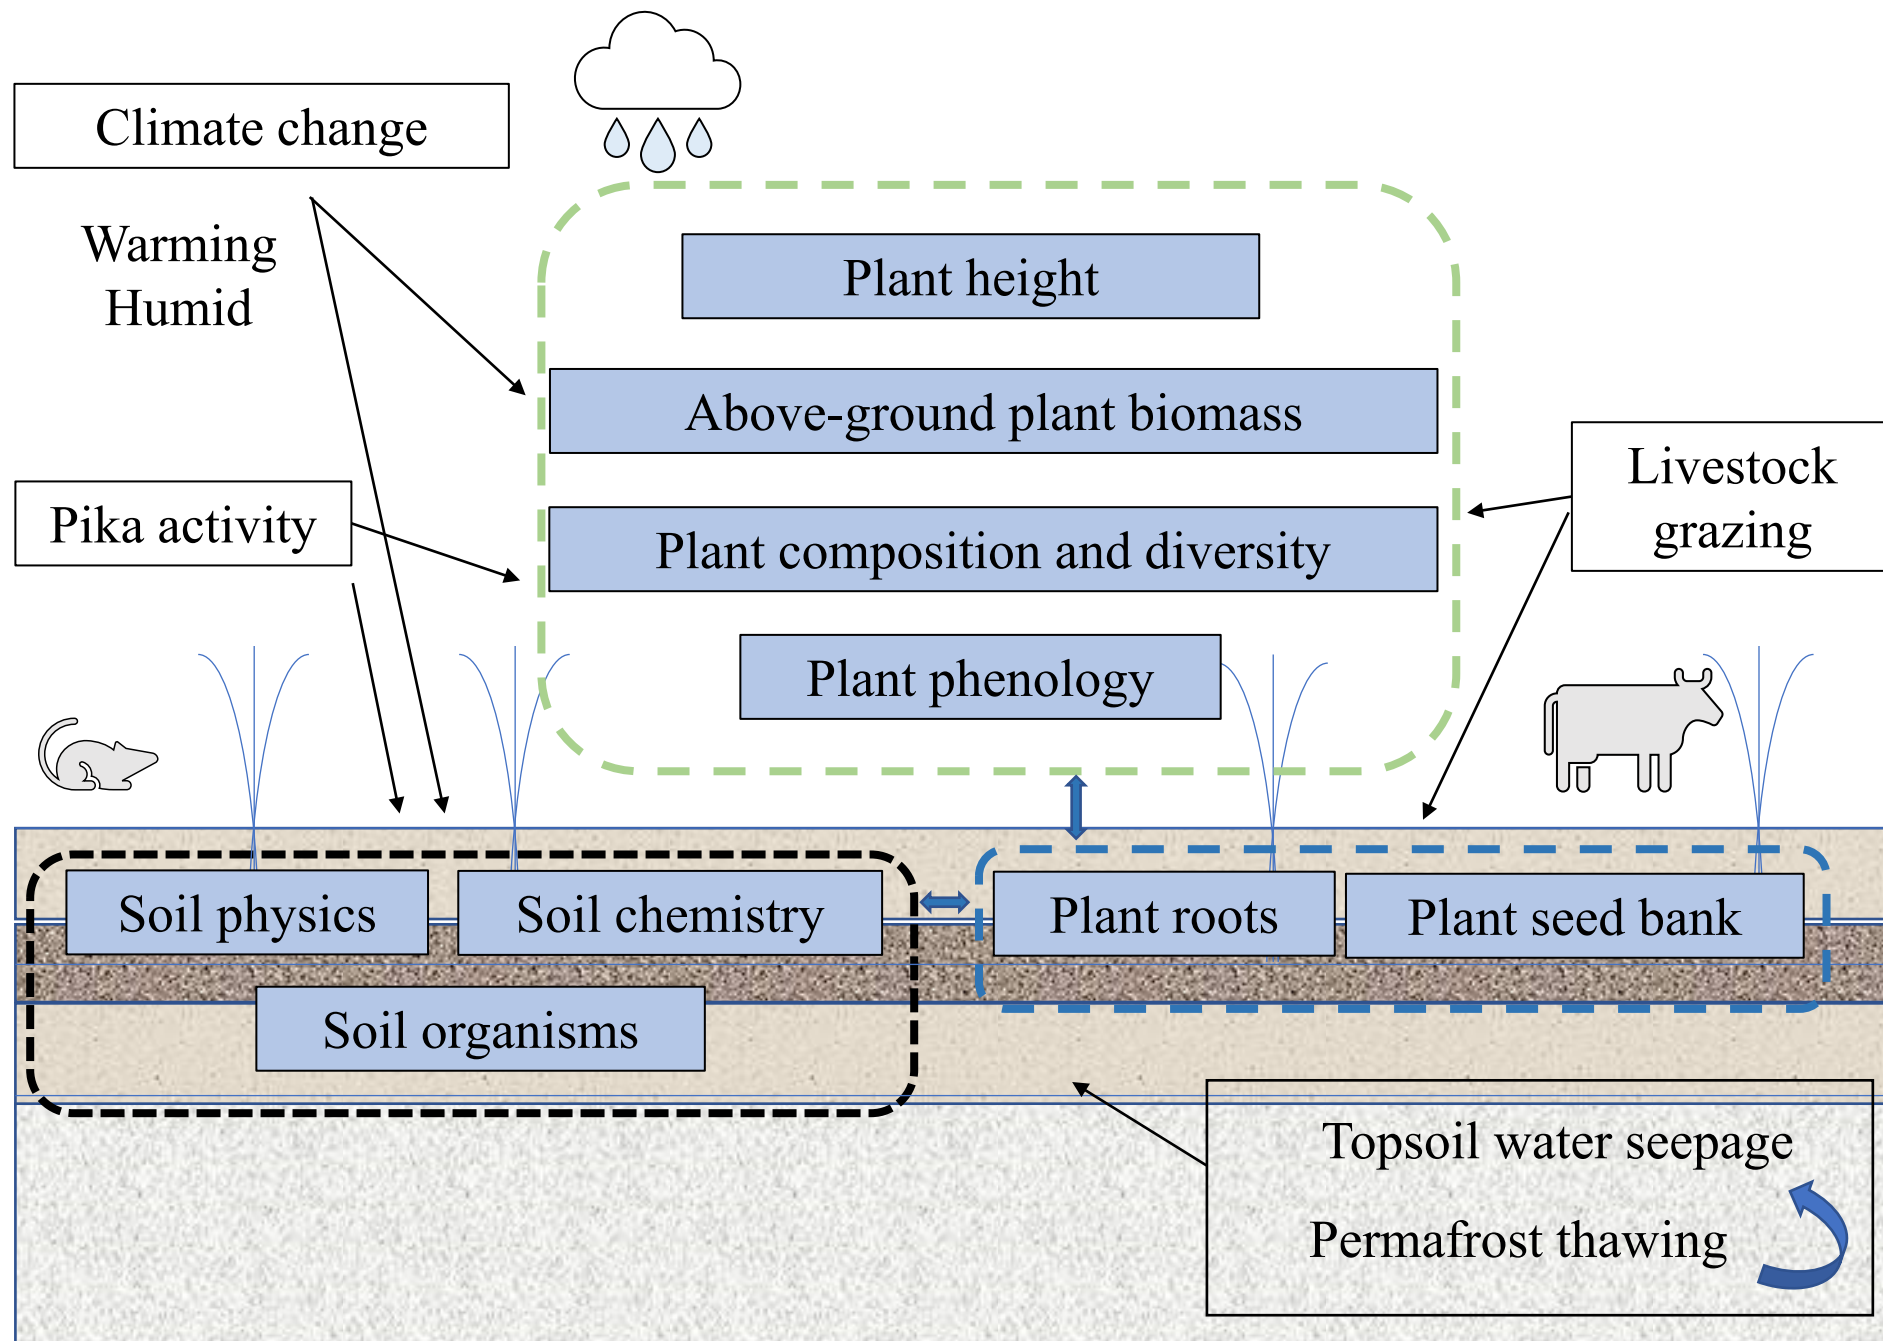 Climate change
Warming
Humid
Plant height
Above-ground plant biomass
Livestock
grazing
Pika activity
Plant composition and diversity
Plant phenology
Soil physics
Soil chemistry
Plant roots
Plant seed bank
Soil organisms
Topsoil water seepage
Permafrost thawing